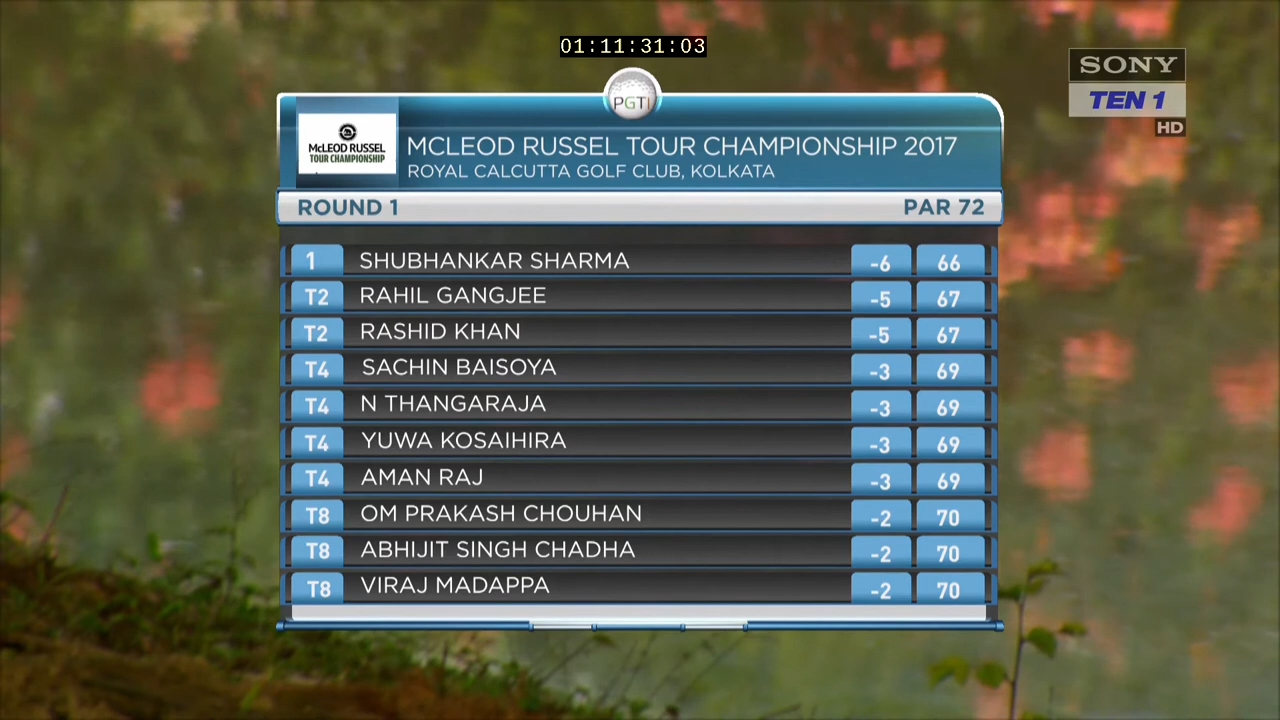 01:11:31:03
SONY
TEN 1
HD
PGTI
McLEOD RUSSEL
TOUR CHAMPIONSHIP
MCLEOD RUSSEL TOUR CHAMPIONSHIP 2017
ROYAL CALCUTTA GOLF CLUB, KOLKATA
ROUND 1 PAR 72
1 SHUBHANKAR SHARMA -6 66
T2 RAHIL GANGJEE -5 67
T2 RASHID KHAN -5 67
T4 SACHIN BAISOYA -3 69
T4 N THANGARAJA -3 69
T4 YUWA KOSAIHIRA -3 69
T4 AMAN RAJ -3 69
T8 OM PRAKASH CHOUHAN -2 70
T8 ABHIJIT SINGH CHADHA -2 70
T8 VIRAJ MADAPPA -2 70